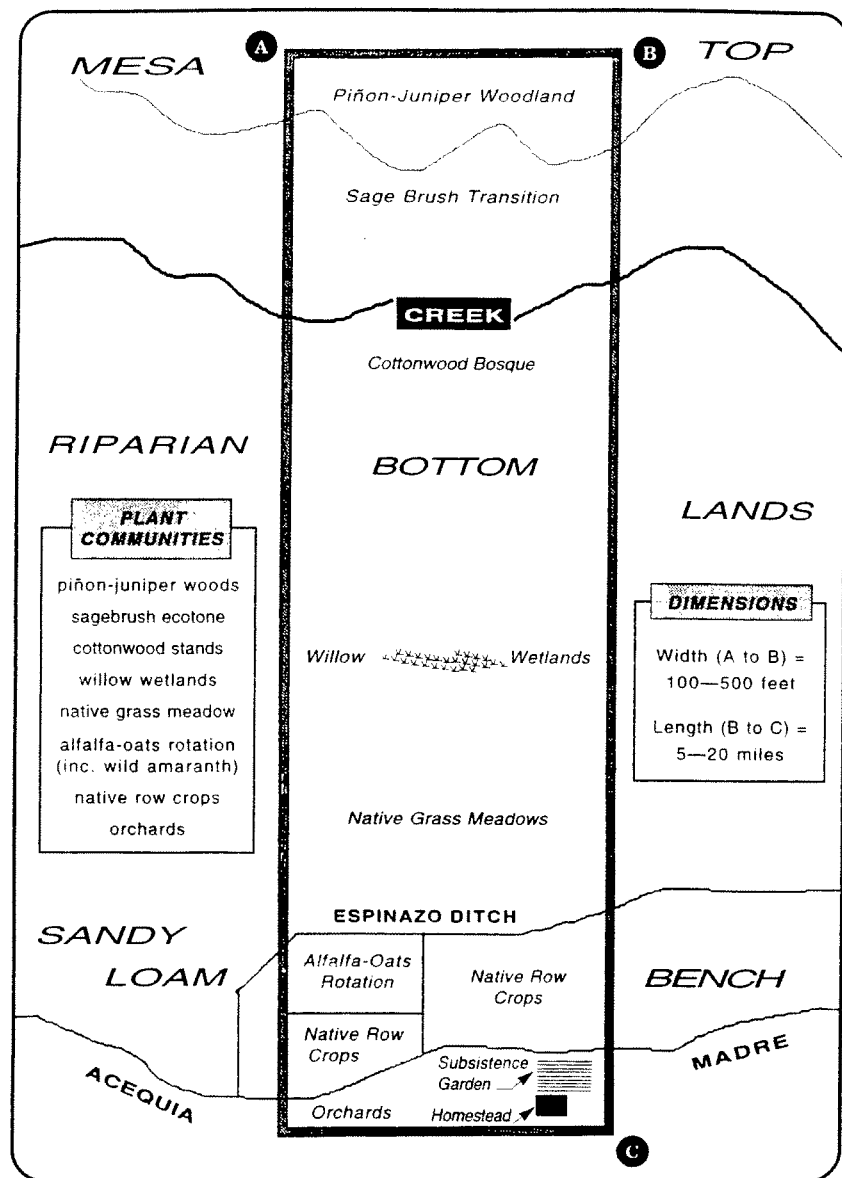 A
B
MESA
TOP
Piñon-Juniper Woodland
Sage Brush Transition
CREEK
Cottonwood Bosque
RIPARIAN
BOTTOM
LANDS
PLANT
COMMUNITIES
piñon-juniper woods
sagebrush ecotone
cottonwood stands
willow wetlands
native grass meadow
alfalfa-oats rotation
(inc. wild amaranth)
native row crops
orchards
DIMENSIONS
Width (A to B) =
100—500 feet
Length (B to C) =
5—20 miles
Willow Wetlands
Native Grass Meadows
ESPINAZO DITCH
SANDY
LOAM
BENCH
Alfalfa-Oats
Rotation
Native Row
Crops
Native Row
Crops
ACEQUIA
MADRE
Subsistence
Garden
Orchards
Homestead
C